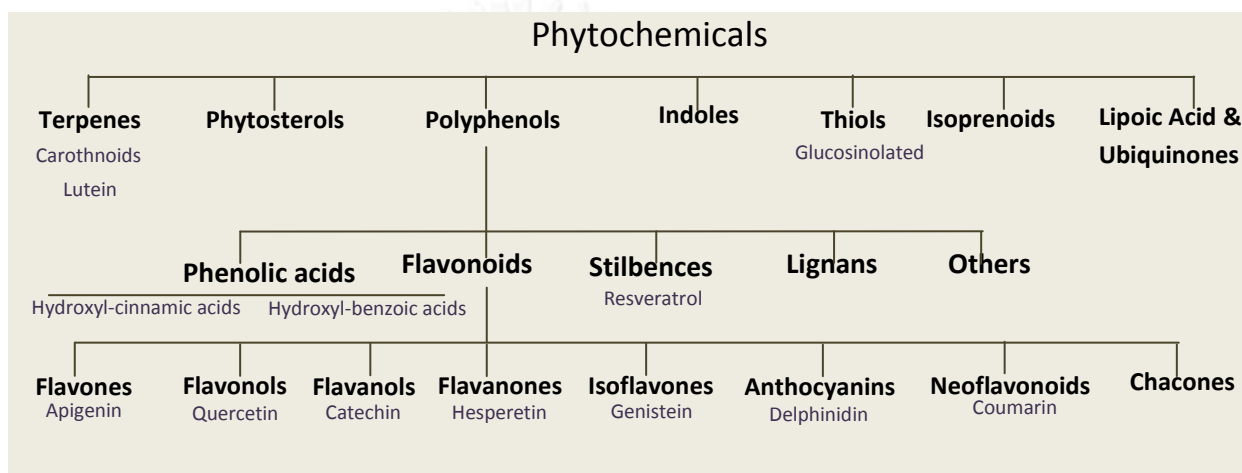 Phytochemicals
Terpenes Phytosterols Polyphenols Indoles Thiols Isoprenoids Lipoic Acid &
Ubiquinones
Carothnoids Glucosinolated
Lutein
Phenolic acids Flavonoids Stilbences Lignans Others
Hydroxyl-cinnamic acids Hydroxyl-benzoic acids Resveratrol
Flavones Flavonols Flavanols Flavanones Isoflavones Anthocyanins Neoflavonoids Chacones
Apigenin Quercetin Catechin Hesperetin Genistein Delphinidin Coumarin